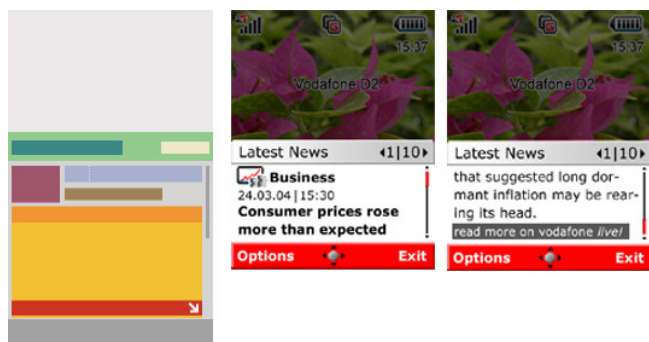 15:37
Vodafone D2
Latest News 1|10
Business
24.03.04|15:30
Consumer prices rose
more than expected
Options Exit
15:37
Vodafone D2
Latest News 1|10
that suggested long dor-
mant inflation may be rear-
ing its head.
read more on vodafone live!
Options Exit